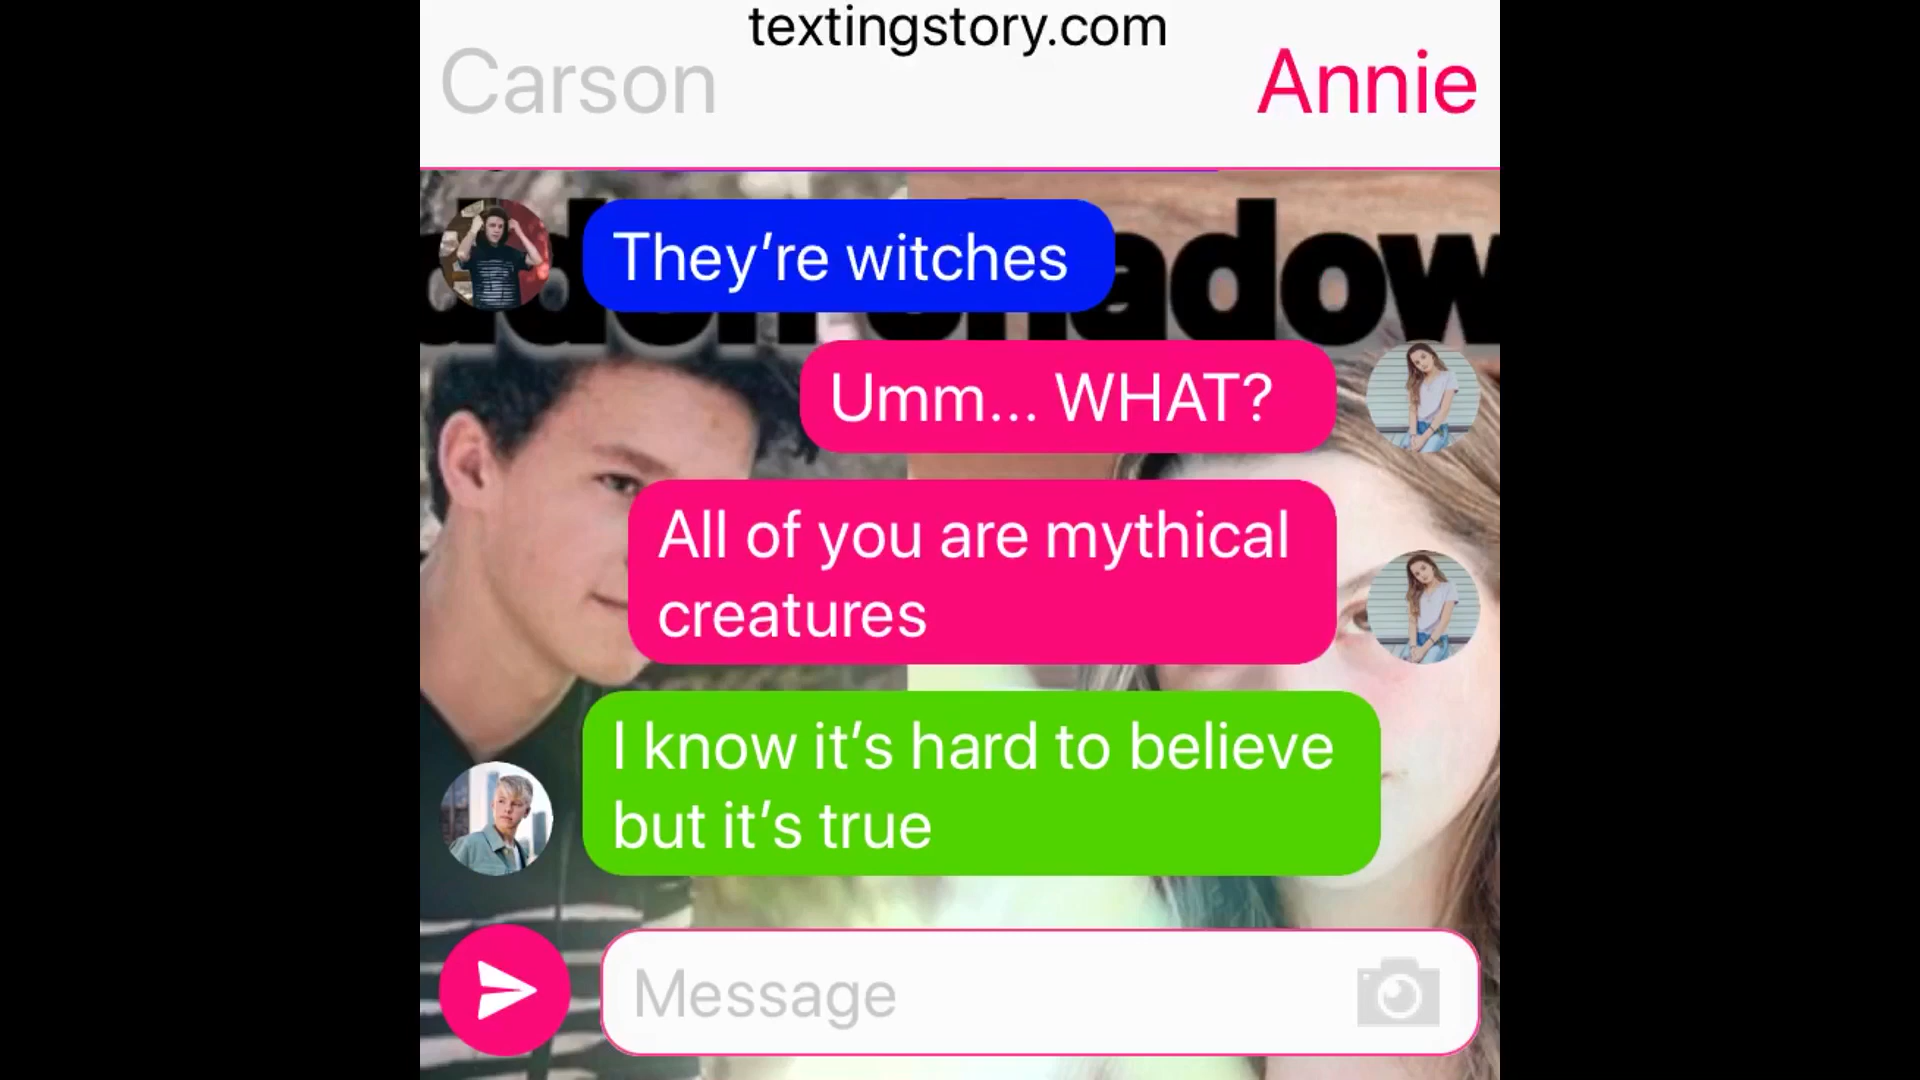 textingstory.com
Carson
Annie
They’re witches
Umm... WHAT?
All of you are mythical
creatures
I know it’s hard to believe
but it’s true
Message